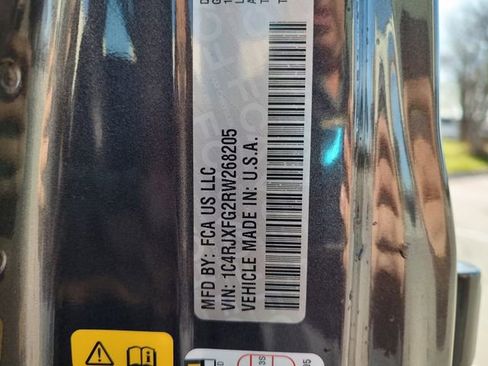 MFD BY: FCA US LLC
VIN: 1C4RJXFG2RW268205
VEHICLE MADE IN: U.S.A.